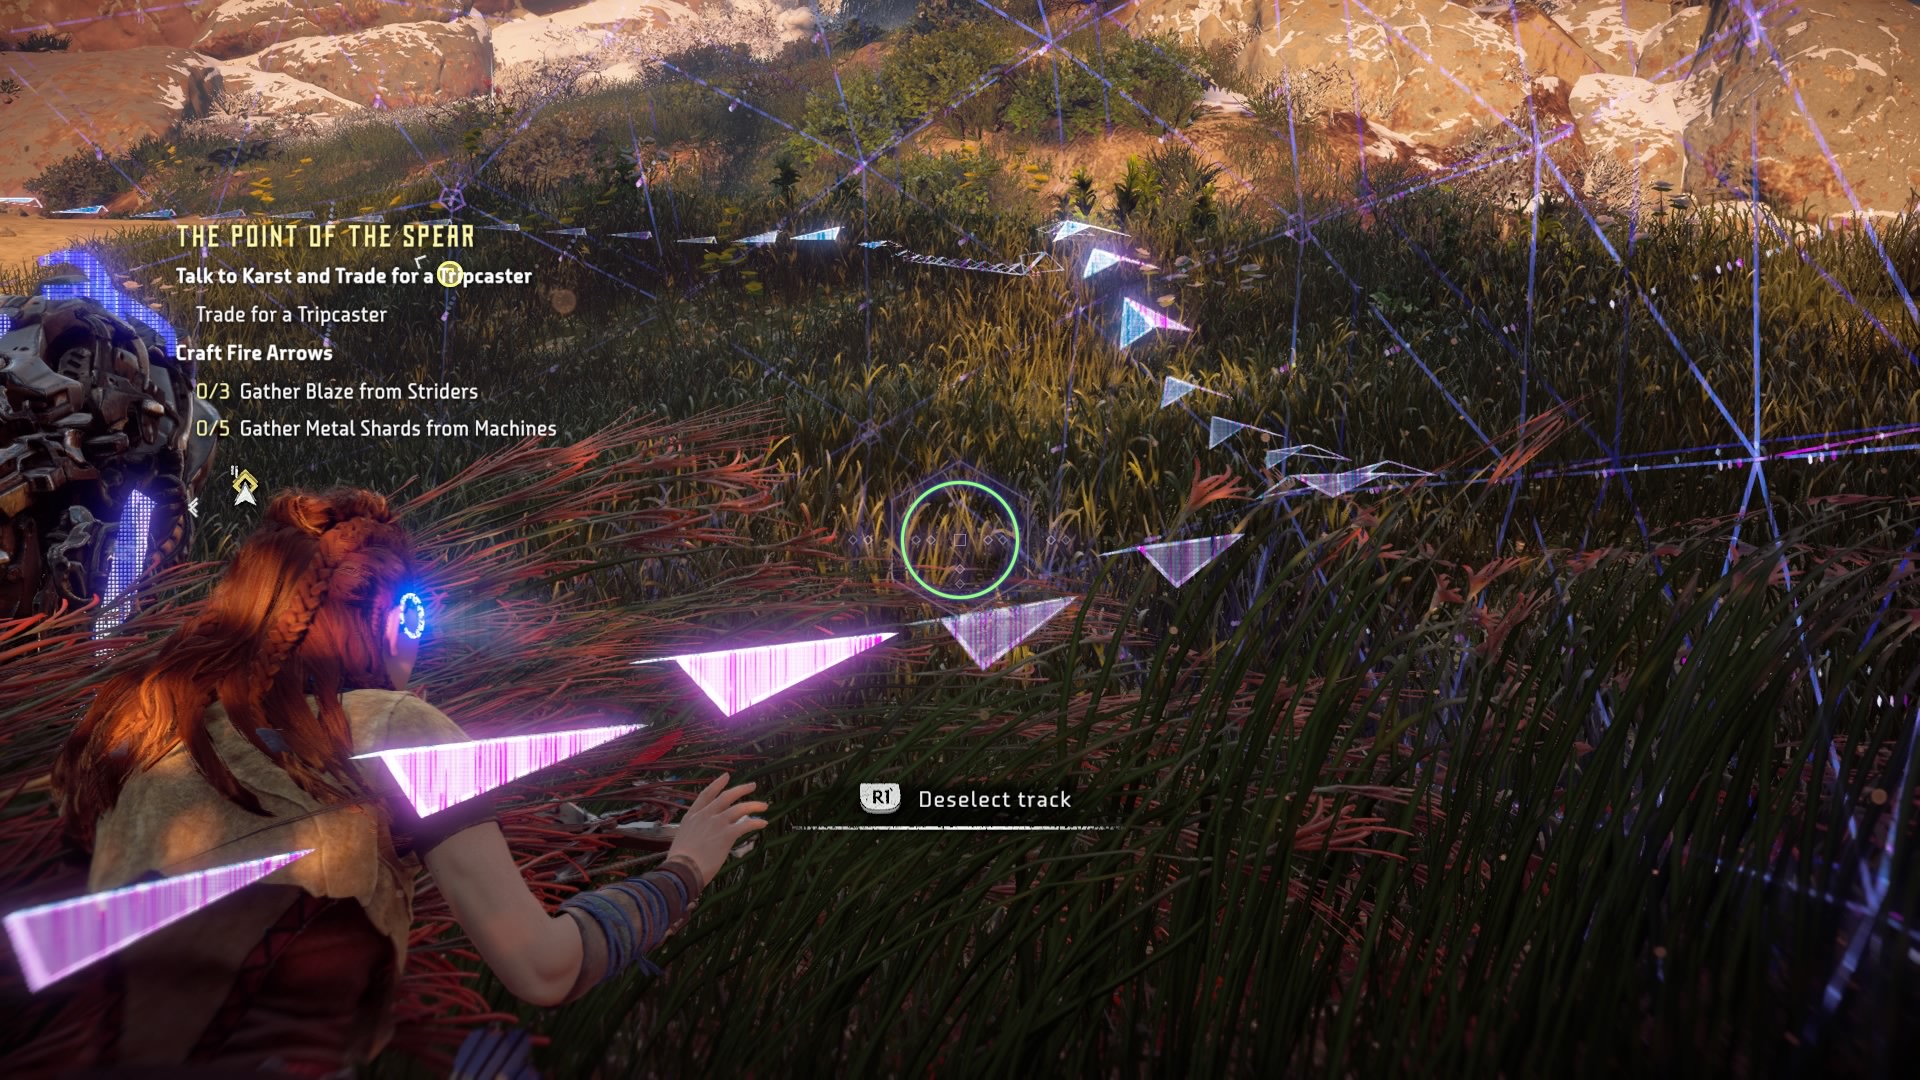 THE POINT OF THE SPEAR
Talk to Karst and Trade for a Tripcaster
Trade for a Tripcaster
Craft Fire Arrows
0/3 Gather Blaze from Striders
0/5 Gather Metal Shards from Machines
R1 Deselect track